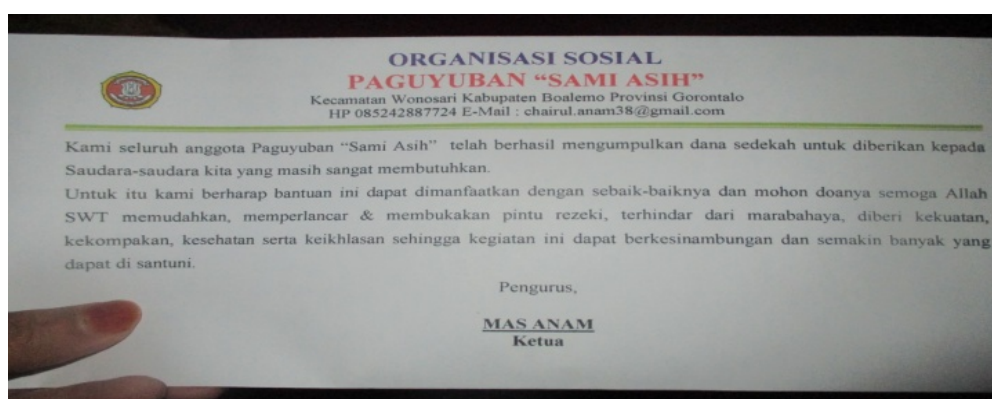 ORGANISASI SOSIAL
PAGUYUBAN “SAMI ASIH”
Kecamatan Wonosari Kabupaten Boalemo Provinsi Gorontalo
HP 085242887724 E-Mail : chairul.anam38@gmail.com
Kami seluruh anggota Paguyuban “Sami Asih” telah berhasil mengumpulkan dana sedekah untuk diberikan kepada
Saudara-saudara kita yang masih sangat membutuhkan.
Untuk itu kami berharap bantuan ini dapat dimanfaatkan dengan sebaik-baiknya dan mohon doanya semoga Allah
SWT memudahkan, memperlancar & membukakan pintu rezeki, terhindar dari marabahaya, diberi kekuatan,
kekompakan, kesehatan serta keikhlasan sehingga kegiatan ini dapat berkesinambungan dan semakin banyak yang
dapat di santuni.
Pengurus,
MAS ANAM
Ketua